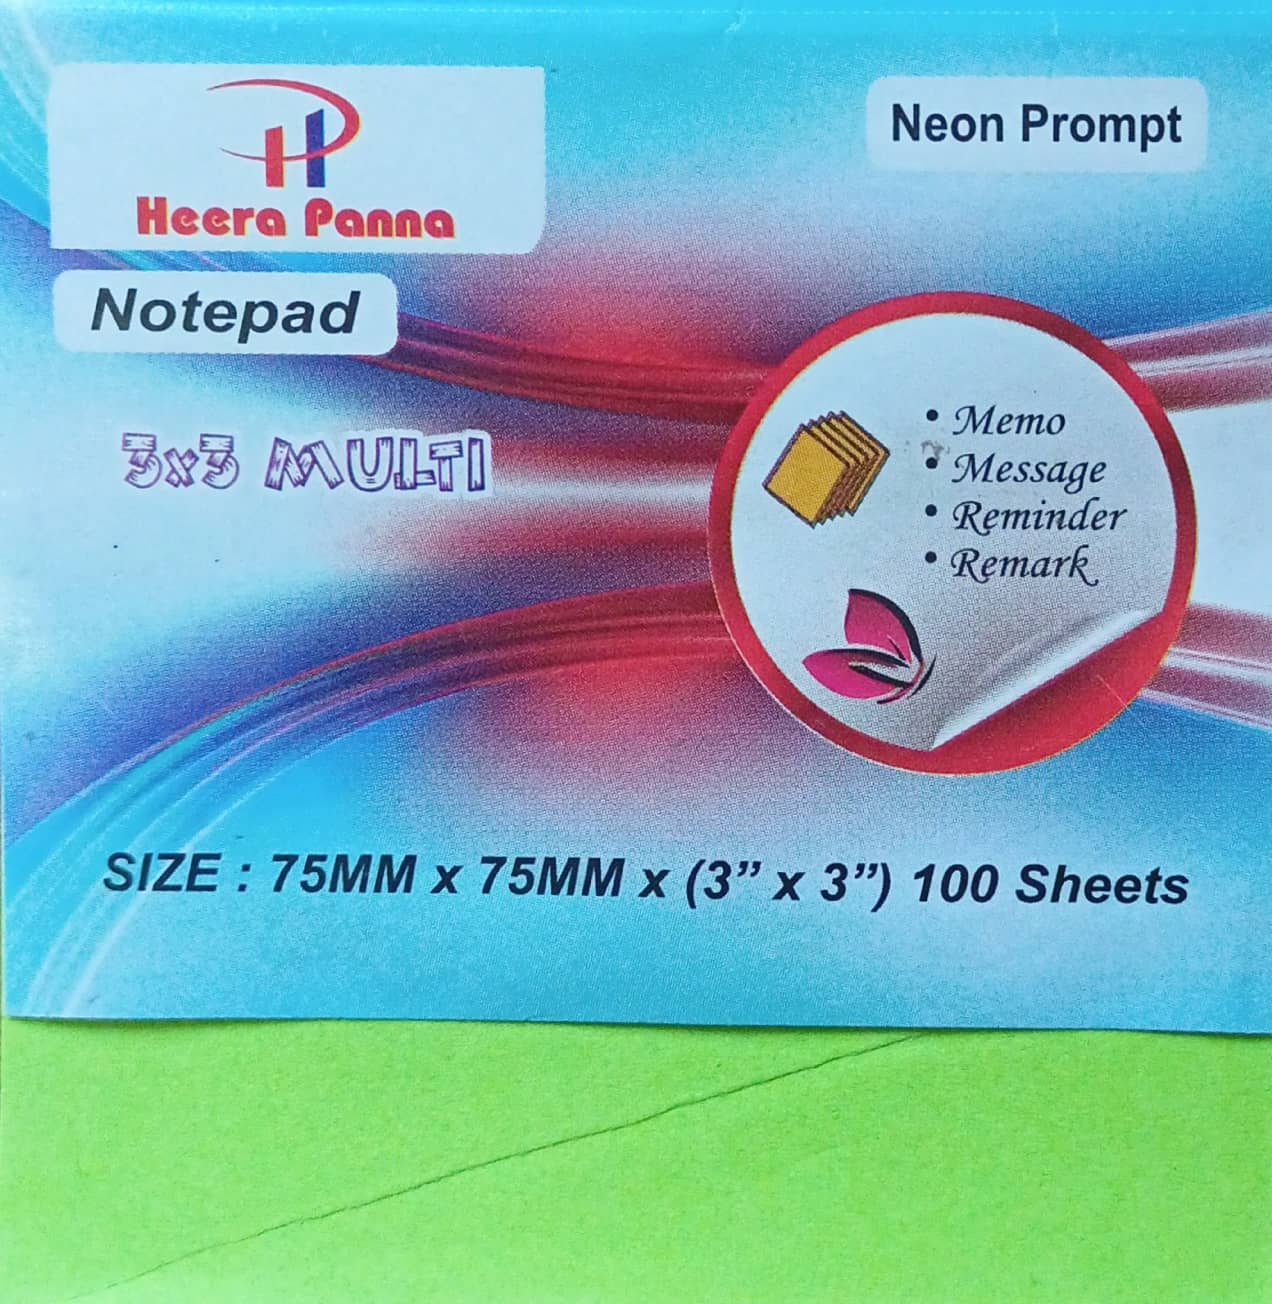 Heera Panna
Neon Prompt
Notepad
3x3 MULTI
• Memo
• Message
• Reminder
• Remark
SIZE : 75MM x 75MM x (3” x 3”) 100 Sheets